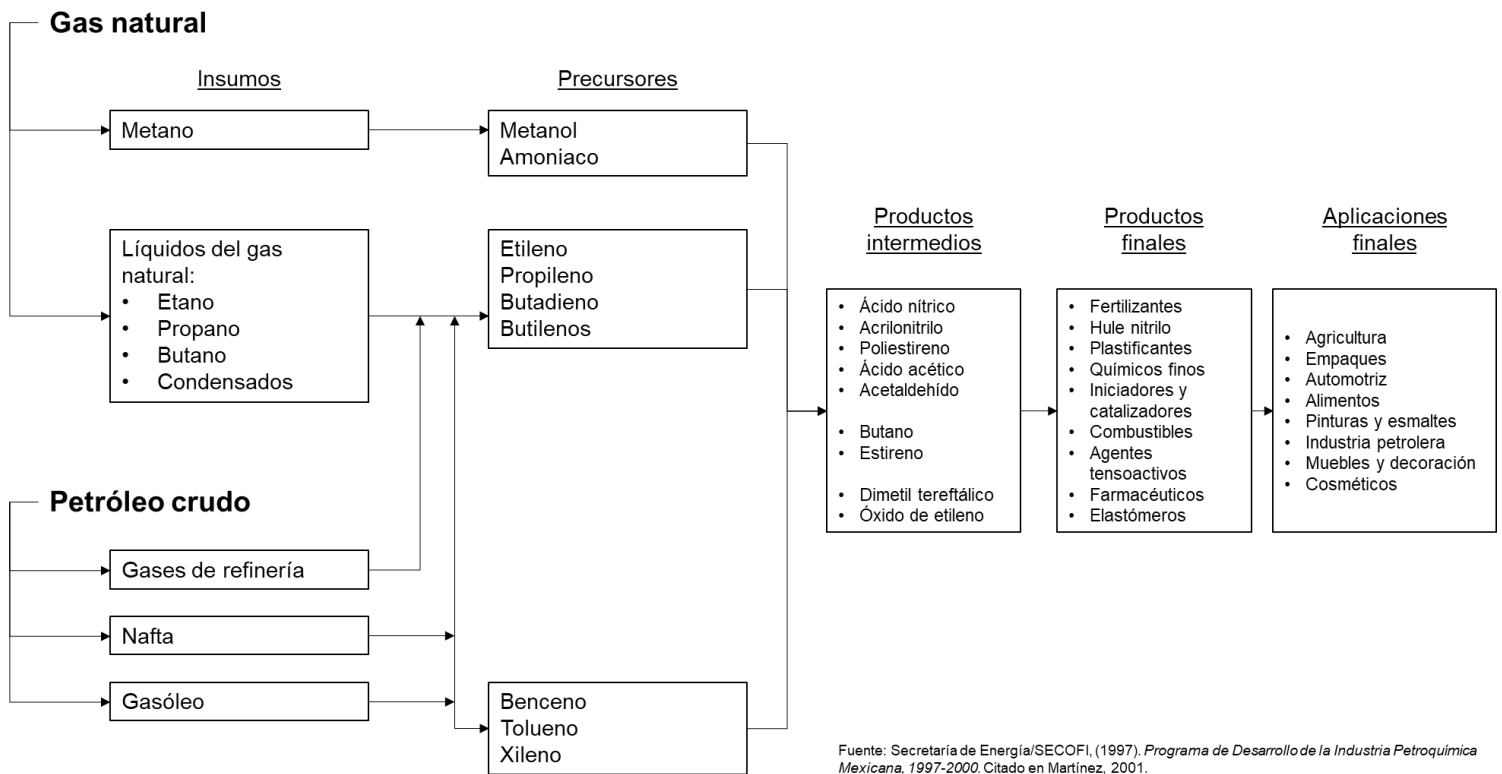 Gas natural
Insumos
Precursores
Metano
Metanol
Amoniaco
Líquidos del gas
natural:
• Etano
• Propano
• Butano
• Condensados
Etileno
Propileno
Butadieno
Butilenos
Productos
intermedios
Productos
finales
Aplicaciones
finales
• Ácido nítrico
• Acrilonitrilo
• Poliestireno
• Ácido acético
• Acetaldehído
• Butano
• Estireno
• Dimetil tereftálico
• Óxido de etileno
• Fertilizantes
• Hule nitrilo
• Plastificantes
• Químicos finos
• Iniciadores y
catalizadores
• Combustibles
• Agentes
tensoactivos
• Farmacéuticos
• Elastómeros
• Agricultura
• Empaques
• Automotriz
• Alimentos
• Pinturas y esmaltes
• Industria petrolera
• Muebles y decoración
• Cosméticos
Petróleo crudo
Gases de refinería
Nafta
Gasóleo
Benceno
Tolueno
Xileno
Fuente: Secretaría de Energía/SECOFI, (1997). Programa de Desarrollo de la Industria Petroquímica
Mexicana, 1997-2000. Citado en Martínez, 2001.